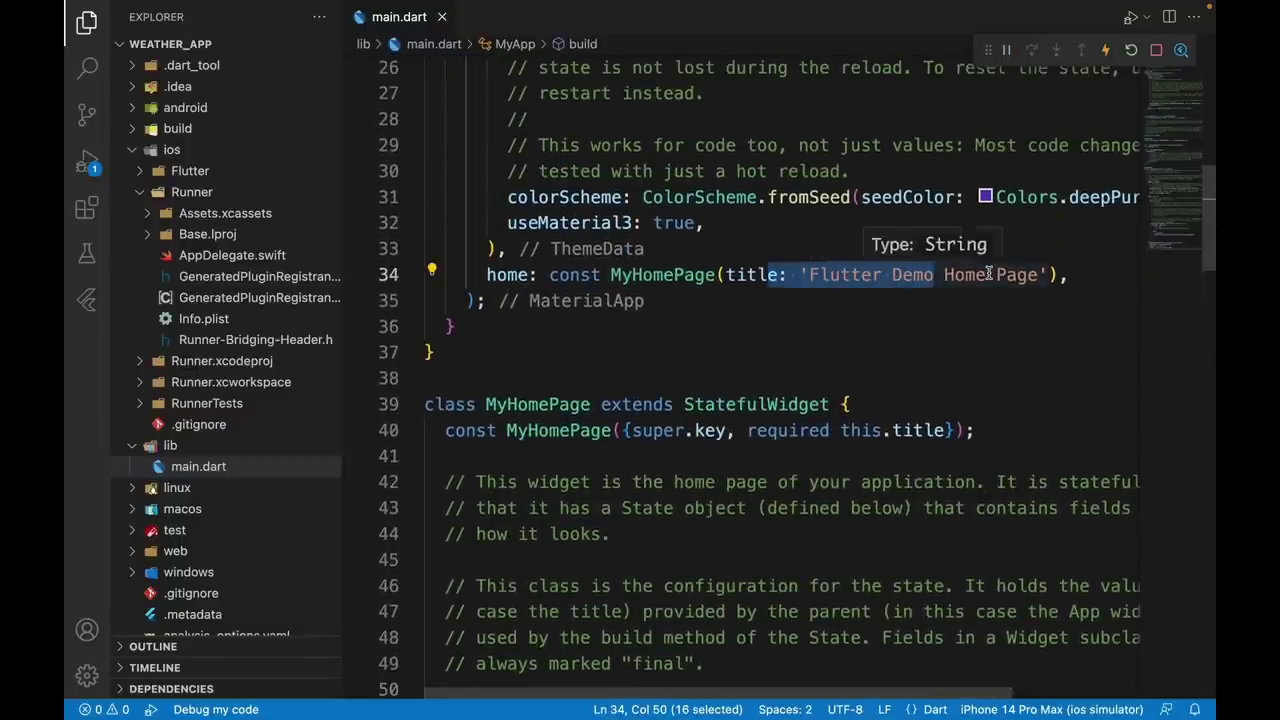 EXPLORER
WEATHER_APP
.dart_tool
.idea
android
build
ios
Flutter
Runner
Assets.xcassets
Base.lproj
AppDelegate.swift
GeneratedPluginRegistran...
GeneratedPluginRegistran...
Info.plist
Runner-Bridging-Header.h
Runner.xcodeproj
Runner.xcworkspace
RunnerTests
.gitignore
lib
main.dart
linux
macos
test
web
windows
.gitignore
.metadata
OUTLINE
TIMELINE
DEPENDENCIES
1
main.dart
lib > main.dart > MyApp > build
26 // state is not lost during the reload. To reset the state,
27 // restart instead.
28 //
29 // This works for code too, not just values: Most code change
30 // tested with just a hot reload.
31 colorScheme: ColorScheme.fromSeed(seedColor: Colors.deepPur
32 useMaterial3: true,
33 ), // ThemeData
Type: String
34 home: const MyHomePage(title: 'Flutter Demo Home Page'),
35 ); // MaterialApp
36 }
37 }
38
39 class MyHomePage extends StatefulWidget {
40 const MyHomePage({super.key, required this.title});
41
42 // This widget is the home page of your application. It is stateful
43 // that it has a State object (defined below) that contains fields
44 // how it looks.
45
46 // This class is the configuration for the state. It holds the valu
47 // case the title) provided by the parent (in this case the App wid
48 // used by the build method of the State. Fields in a Widget subcla
49 // always marked "final".
50
0 0 Debug my code Ln 34, Col 50 (16 selected) Spaces: 2 UTF-8 LF {} Dart iPhone 14 Pro Max (ios simulator)